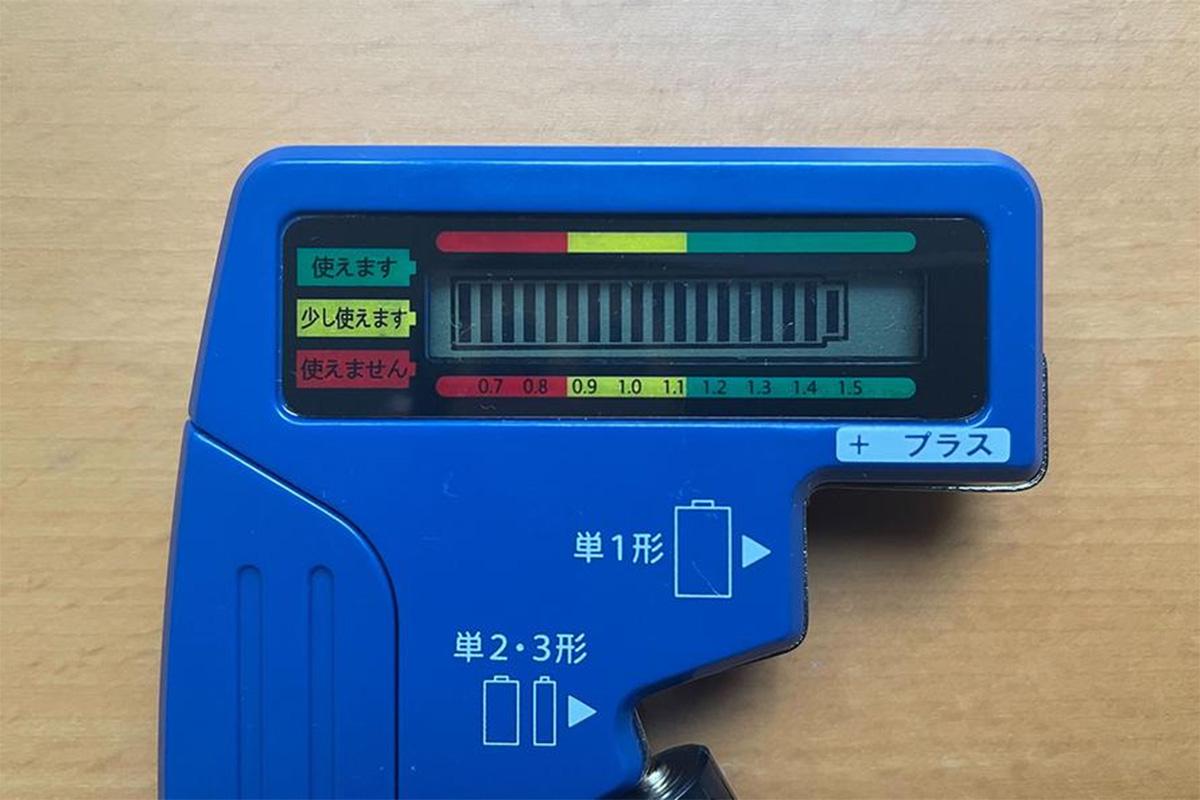 使えます
少し使えます
使えません
0.7 0.8 0.9 1.0 1.1 1.2 1.3 1.4 1.5
+ プラス
単1形
単2・3形